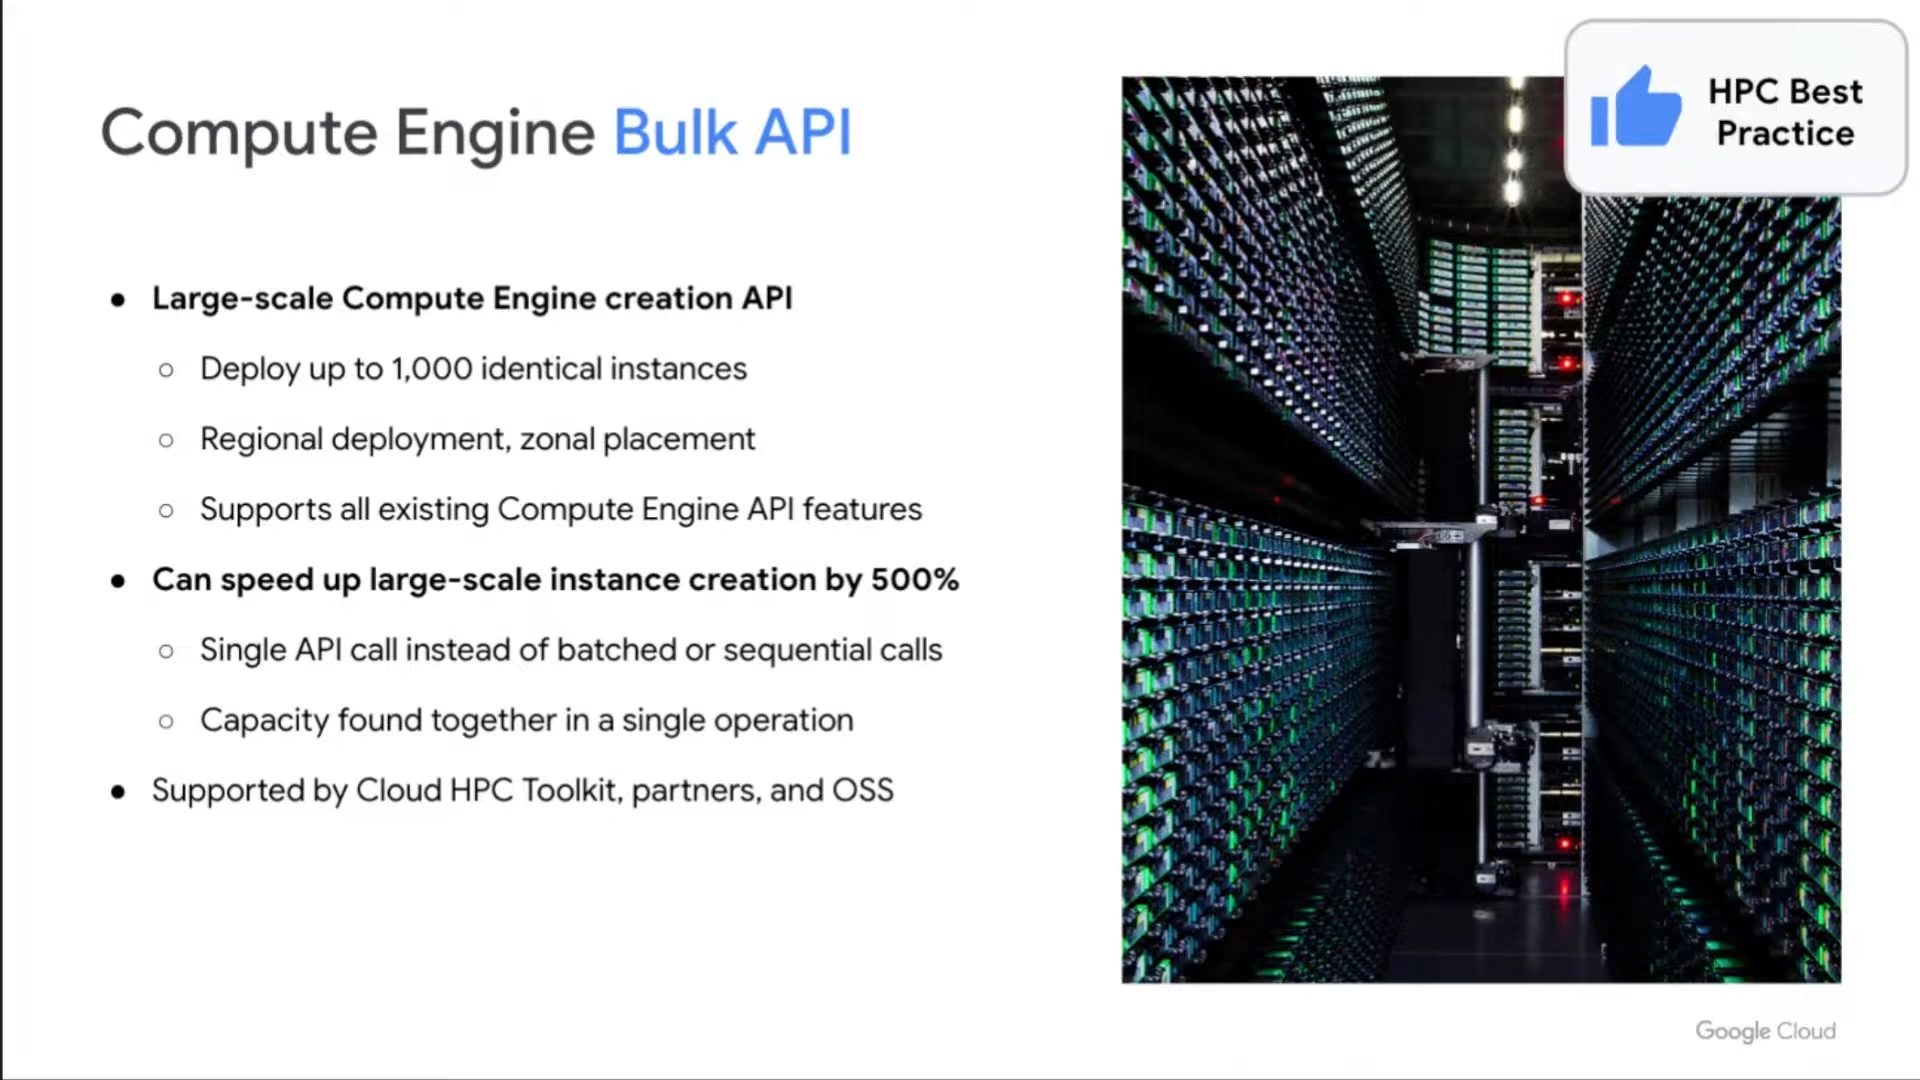 Compute Engine Bulk API
HPC Best
Practice
● Large-scale Compute Engine creation API
○ Deploy up to 1,000 identical instances
○ Regional deployment, zonal placement
○ Supports all existing Compute Engine API features
● Can speed up large-scale instance creation by 500%
○ Single API call instead of batched or sequential calls
○ Capacity found together in a single operation
● Supported by Cloud HPC Toolkit, partners, and OSS
Google Cloud